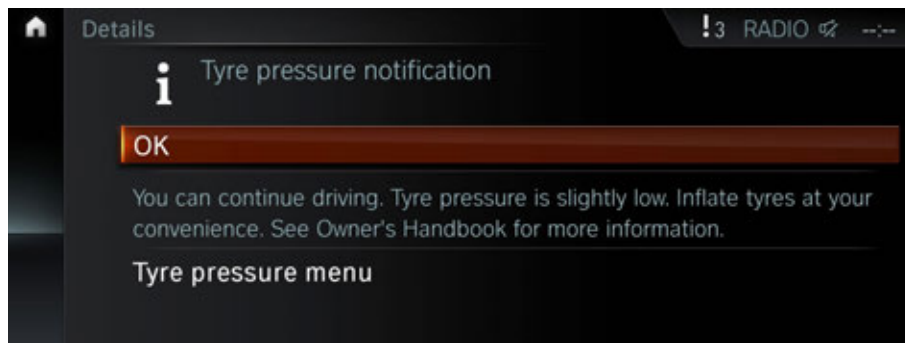 Details
!3 RADIO --:--
Tyre pressure notification
OK
You can continue driving. Tyre pressure is slightly low. Inflate tyres at your
convenience. See Owner's Handbook for more information.
Tyre pressure menu